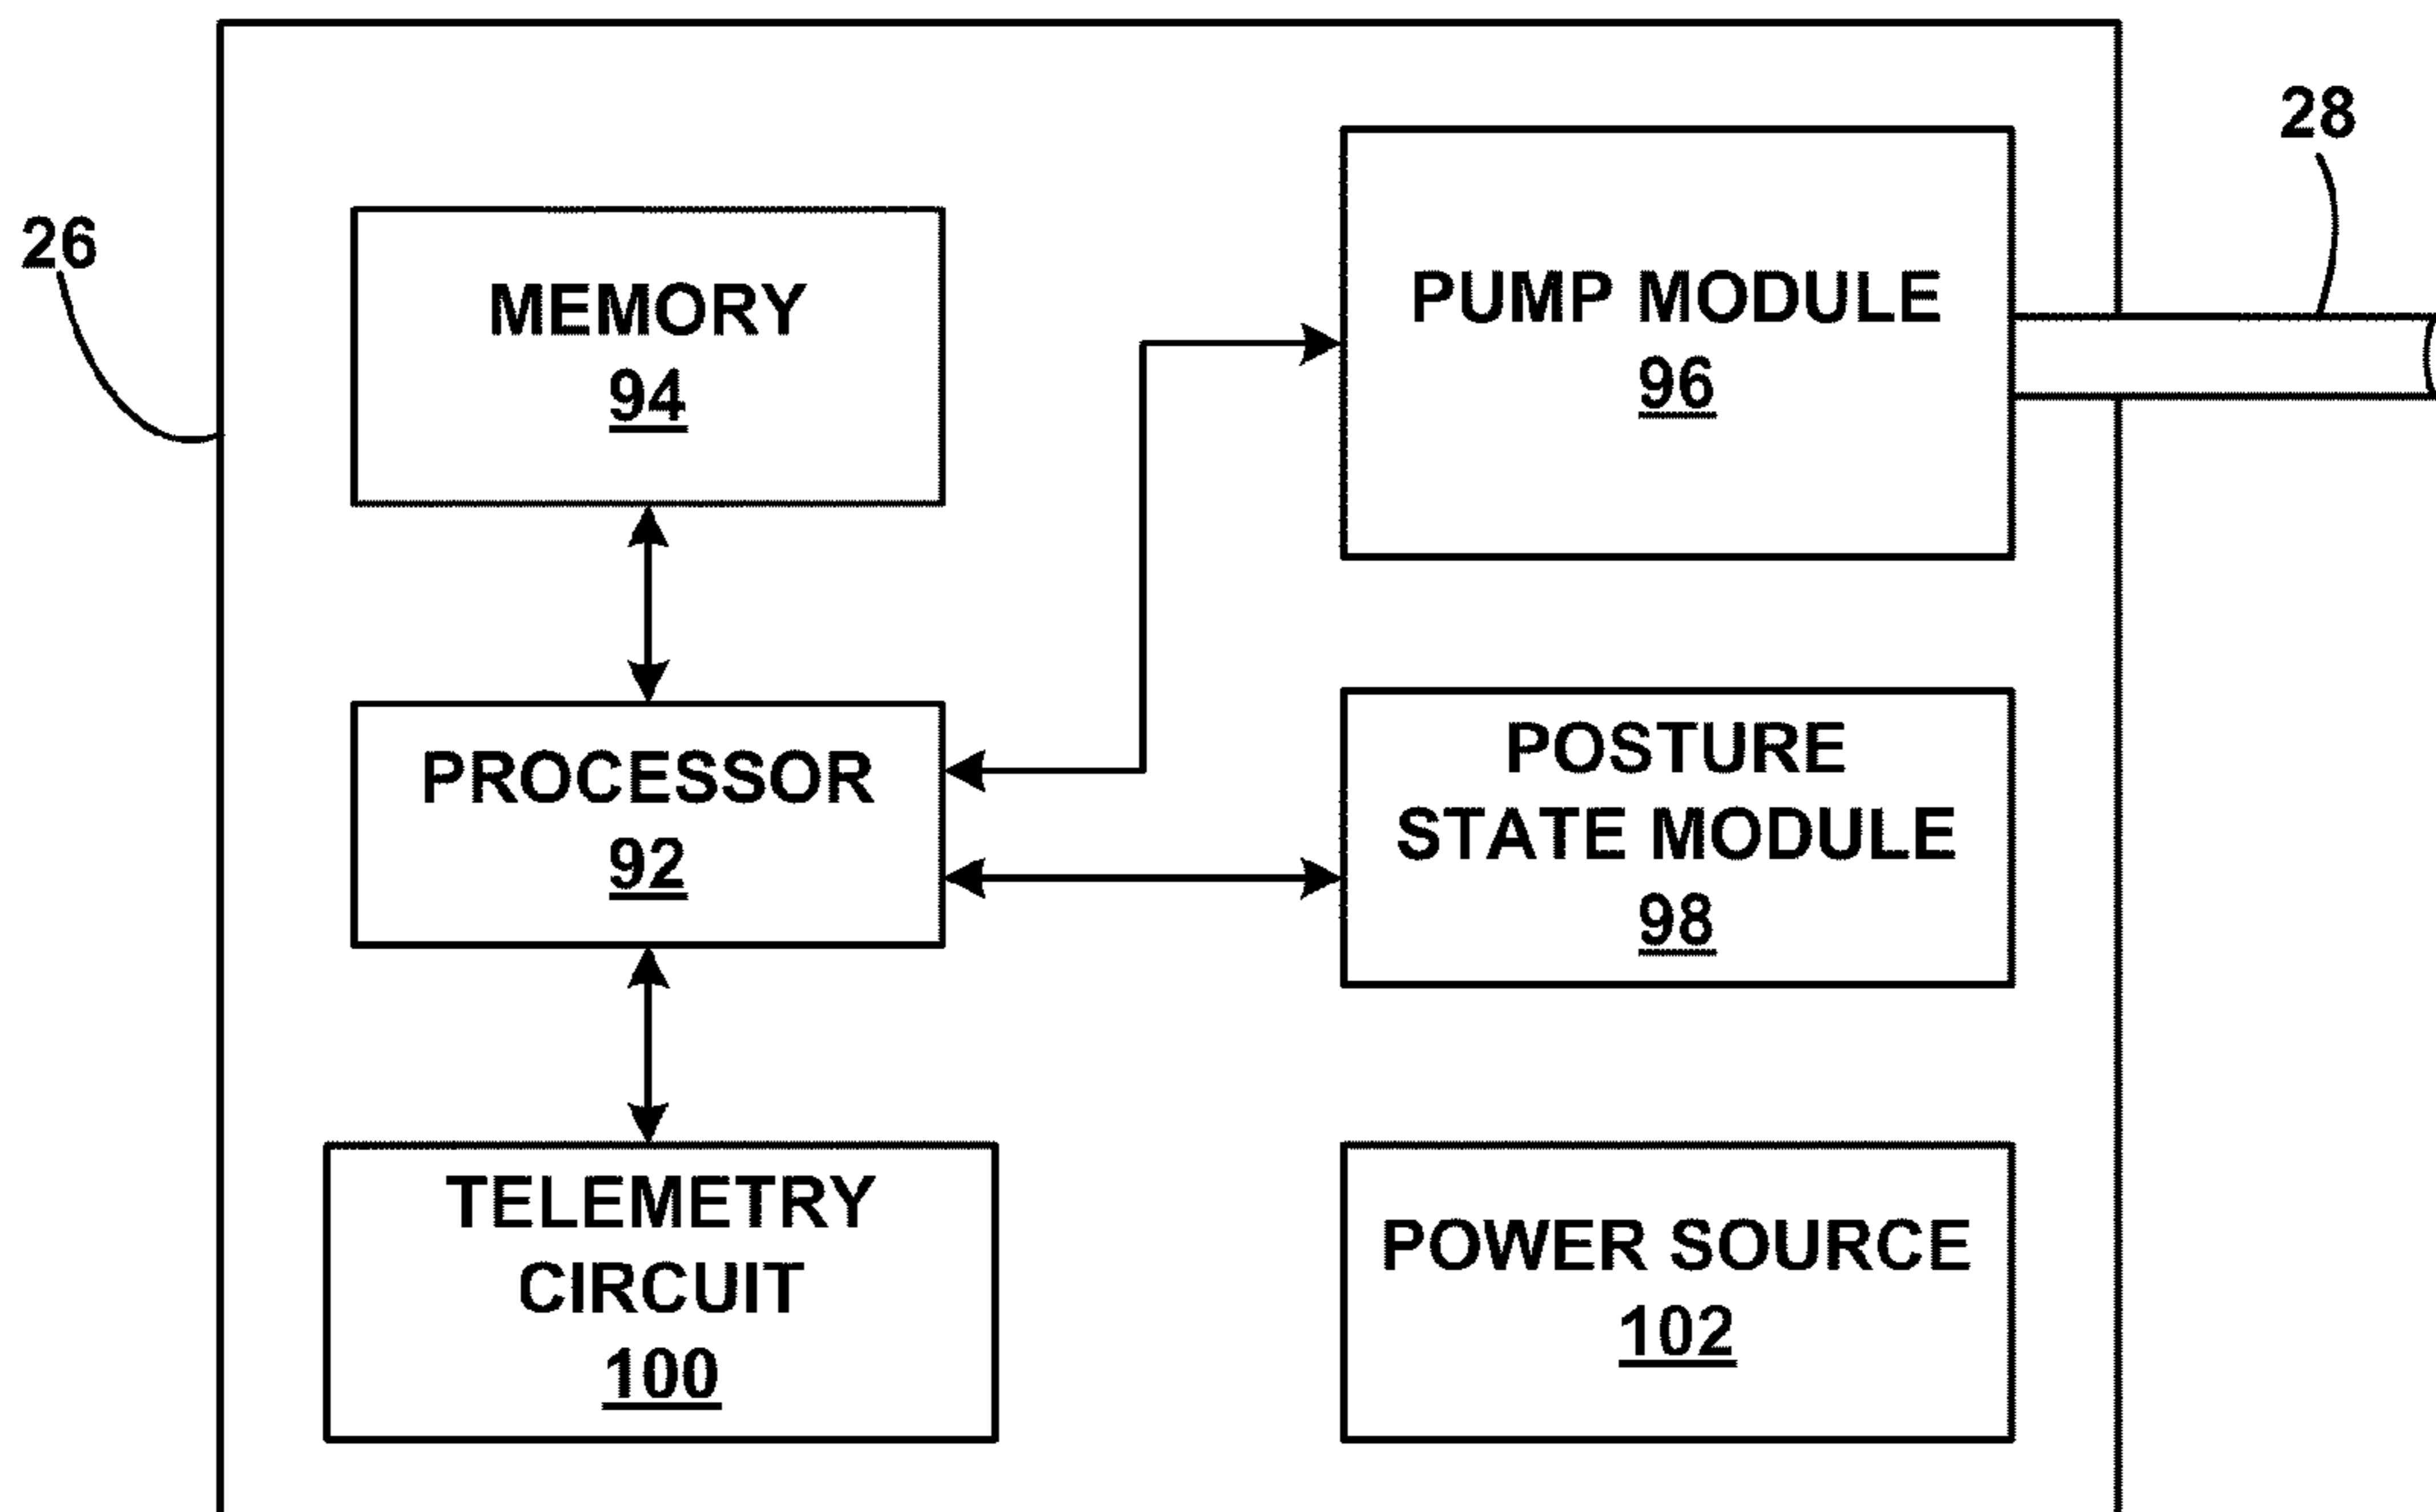 26
28
MEMORY
94
PUMP MODULE
96
PROCESSOR
92
POSTURE
STATE MODULE
98
TELEMETRY
CIRCUIT
100
POWER SOURCE
102